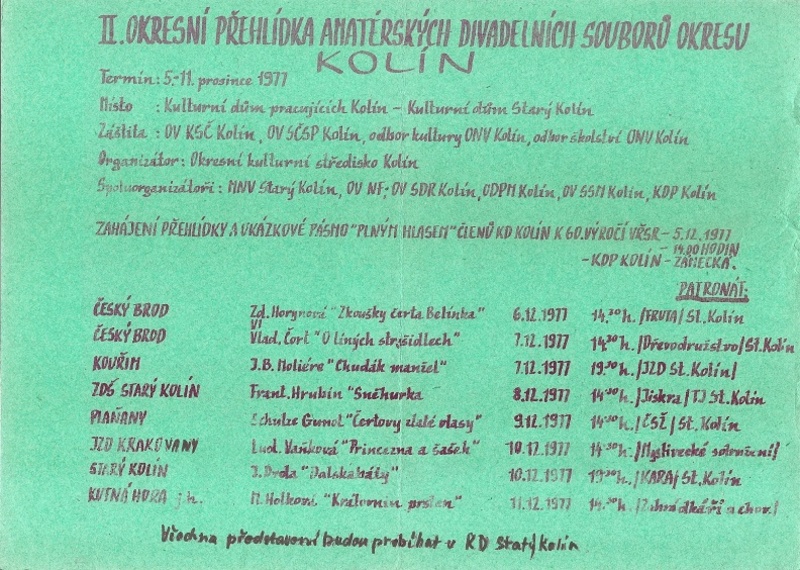 II. OKRESNÍ PŘEHLÍDKA AMATÉRSKÝCH DIVADELNÍCH SOUBORŮ OKRESU
KOLÍN
Termín: 5.-11. prosince 1977
Místo : Kulturní dům pracujících Kolín – Kulturní dům Starý Kolín
Záštita : OV KSČ Kolín, OV SČSP Kolín, odbor kultury ONV Kolín, odbor školství ONV Kolín
Organizátor: Okresní kulturní středisko Kolín
Spoluorganizátoři: MNV Starý Kolín, OV NF, OV SDR Kolín, ODPM Kolín, OV SSM Kolín, KDP Kolín
ZAHÁJENÍ PŘEHLÍDKY A UKÁZKOVÉ PÁSMO "PLNÝM HLASEM" ČLENŮ KD KOLÍN K 60. VÝROČÍ VŘSR – 5.12.1977
- 14.00 HODIN
- KDP KOLÍN - ZÁMECKÁ.
PATRONÁT:
ČESKÝ BROD Zd. Horynová "Zkoušky čerta Belínka" 6.12.1977 14.30 h. /FRUTA/ St. Kolín
ČESKÝ BROD Vlad. Čort "O líných strašidlech" 7.12.1977 14.30 h. /Dřevodružstvo/ St. Kolín
KOUŘIM J.B. Moliére "Chudák manžel" 7.12.1977 19.30 h. /JZD St. Kolín/
ZDŠ STARÝ KOLÍN Frant. Hrubín "Sněhurka 8.12.1977 14.30 h. /Jiskra/ TJ St. Kolín
PLAŇANY Schulze Gunol "Čertovy zlaté vlasy" 9.12.1977 14.30 h. /ČSŽ/ St. Kolín
JZD KRAKOVANY Lud. Vaňková "Princezna a šašek" 10.12.1977 14.30 h. /Myslivecké sdružení/
STARÝ KOLÍN J. Drda "Dalskabáty" 10.12.1977 19.30 h. /KARA/ St. Kolín
KUTNÁ HORA j.h. M. Holková "Královnin prsten" 11.12.1977 14.30 h. /Zahrádkáři a chov./
Všechna představení budou probíhat v KD Starý Kolín